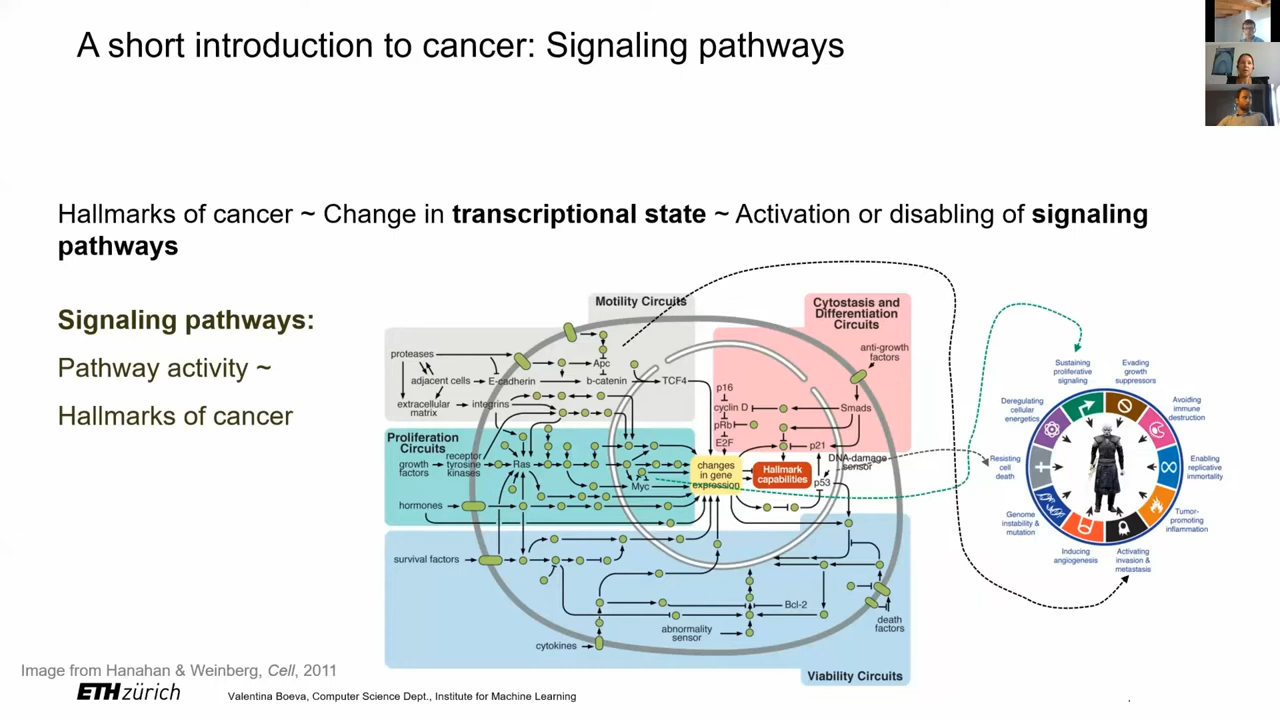 A short introduction to cancer: Signaling pathways
Hallmarks of cancer ~ Change in transcriptional state ~ Activation or disabling of signaling
pathways
Signaling pathways:
Pathway activity ~
Hallmarks of cancer
Motility Circuits
Cytostasis and
Differentiation
Circuits
proteases
adjacent cells
E-cadherin
extracellular
matrix
integrins
Apc
b-catenin
TCF4
anti-growth
factors
p16
cyclin D
pRb
E2F
Smads
p21
DNA-damage
sensor
p53
Proliferation
Circuits
growth
factors
receptor
tyrosine
kinases
Ras
Myc
hormones
changes
in gene
expression
Hallmark
capabilities
survival factors
cytokines
abnormality
sensor
Bcl-2
death
factors
Viability Circuits
Sustaining
proliferative
signaling
Evading
growth
suppressors
Deregulating
cellular
energetics
Avoiding
immune
destruction
Resisting
cell
death
Enabling
replicative
immortality
Genome
instability &
mutation
Tumor-
promoting
inflammation
Inducing
angiogenesis
Activating
invasion &
metastasis
Image from Hanahan & Weinberg, Cell, 2011
ETH zürich
Valentina Boeva, Computer Science Dept., Institute for Machine Learning